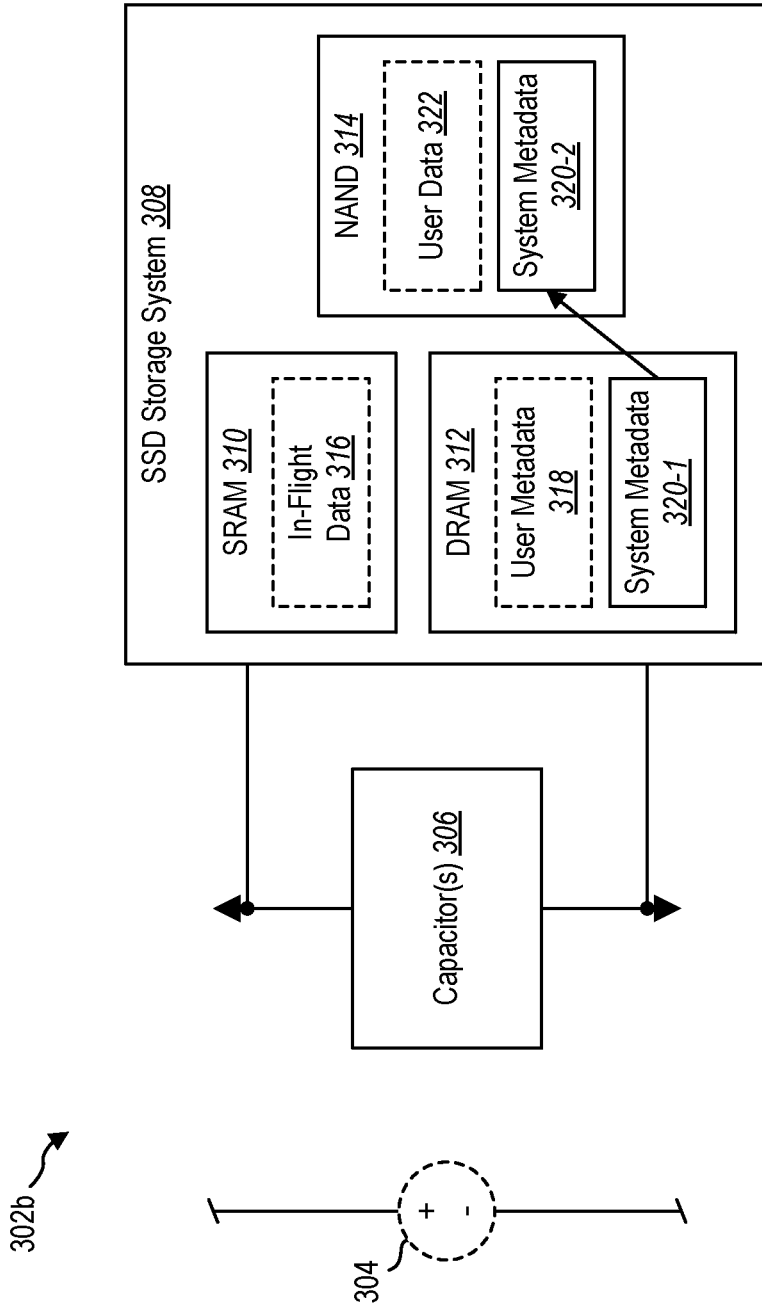 302b
304
+
-
Capacitor(s) 306
SSD Storage System 308
SRAM 310
In-Flight
Data 316
DRAM 312
User Metadata
318
System Metadata
320-1
NAND 314
User Data 322
System Metadata
320-2